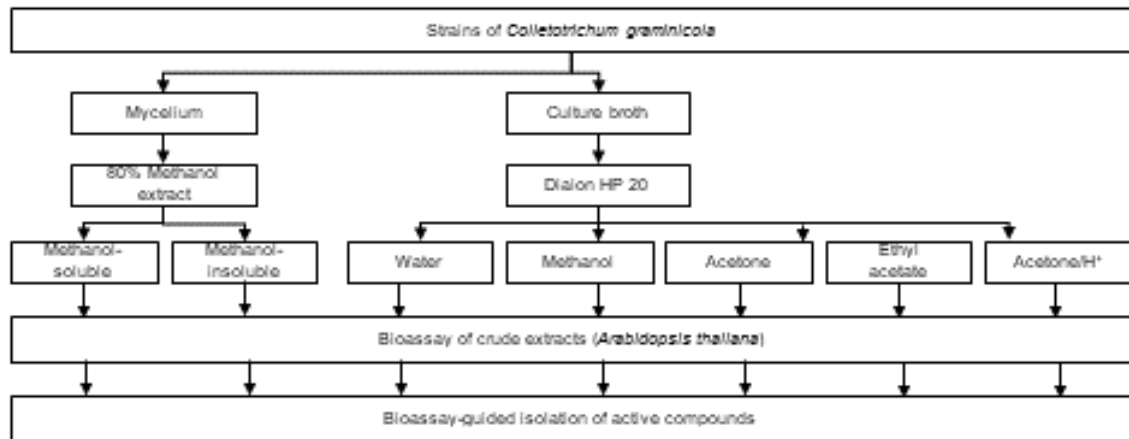 Strains of Colletotrichum graminicola
Mycelium
Culture broth
80% Methanol
extract
Diaion HP 20
Methanol-
soluble
Methanol-
insoluble
Water
Methanol
Acetone
Ethyl
acetate
Acetone/H⁺
Bioassay of crude extracts (Arabidopsis thaliana)
Bioassay-guided isolation of active compounds